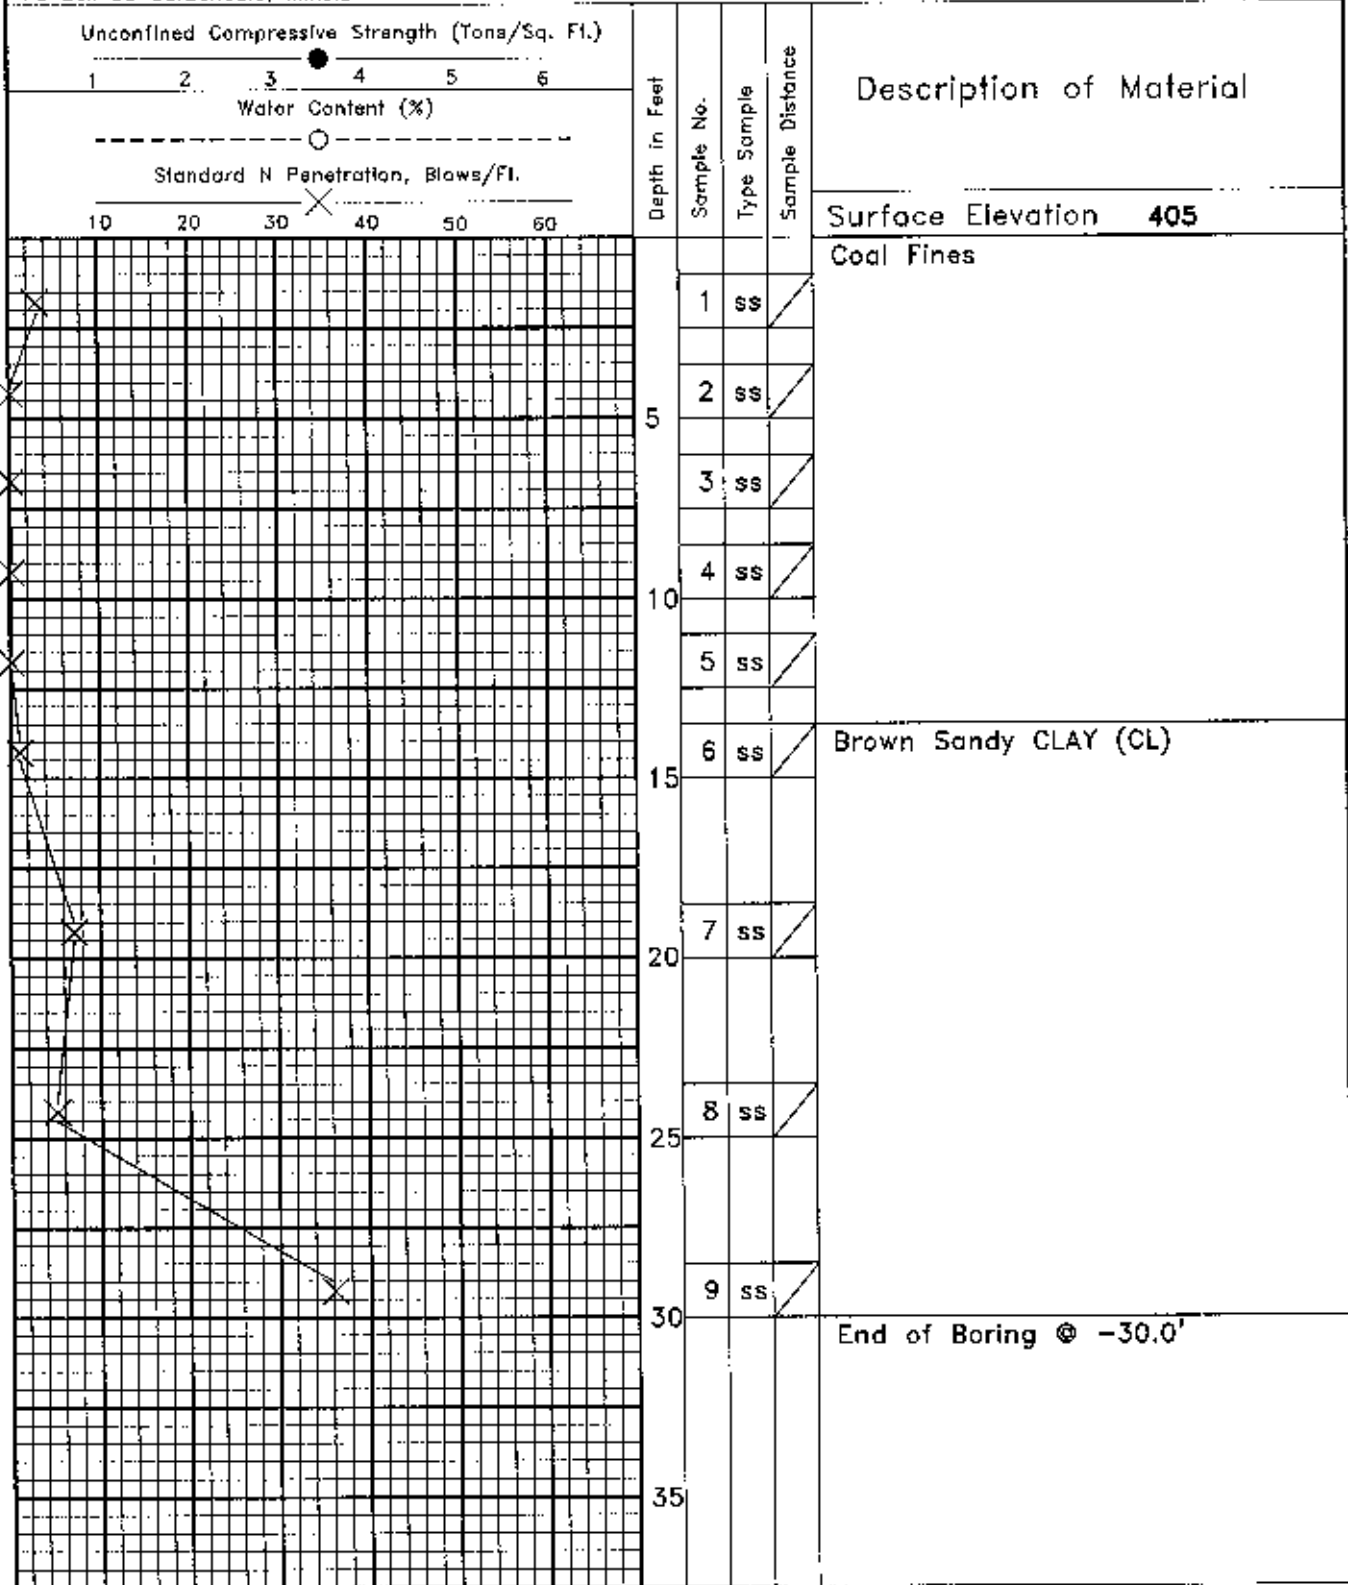 Unconfined Compressive Strength (Tons/Sq. Ft.)
1 2 3 4 5 6
Water Content (%)
Standard N Penetration, Blows/Ft.
10 20 30 40 50 60
Depth in Feet
Sample No.
Type Sample
Sample Distance
Description of Material
Surface Elevation 405
Coal Fines
1 ss
2 ss
5
3 ss
4 ss
10
5 ss
6 ss
Brown Sandy CLAY (CL)
15
7 ss
20
8 ss
25
9 ss
30
End of Boring @ -30.0'
35